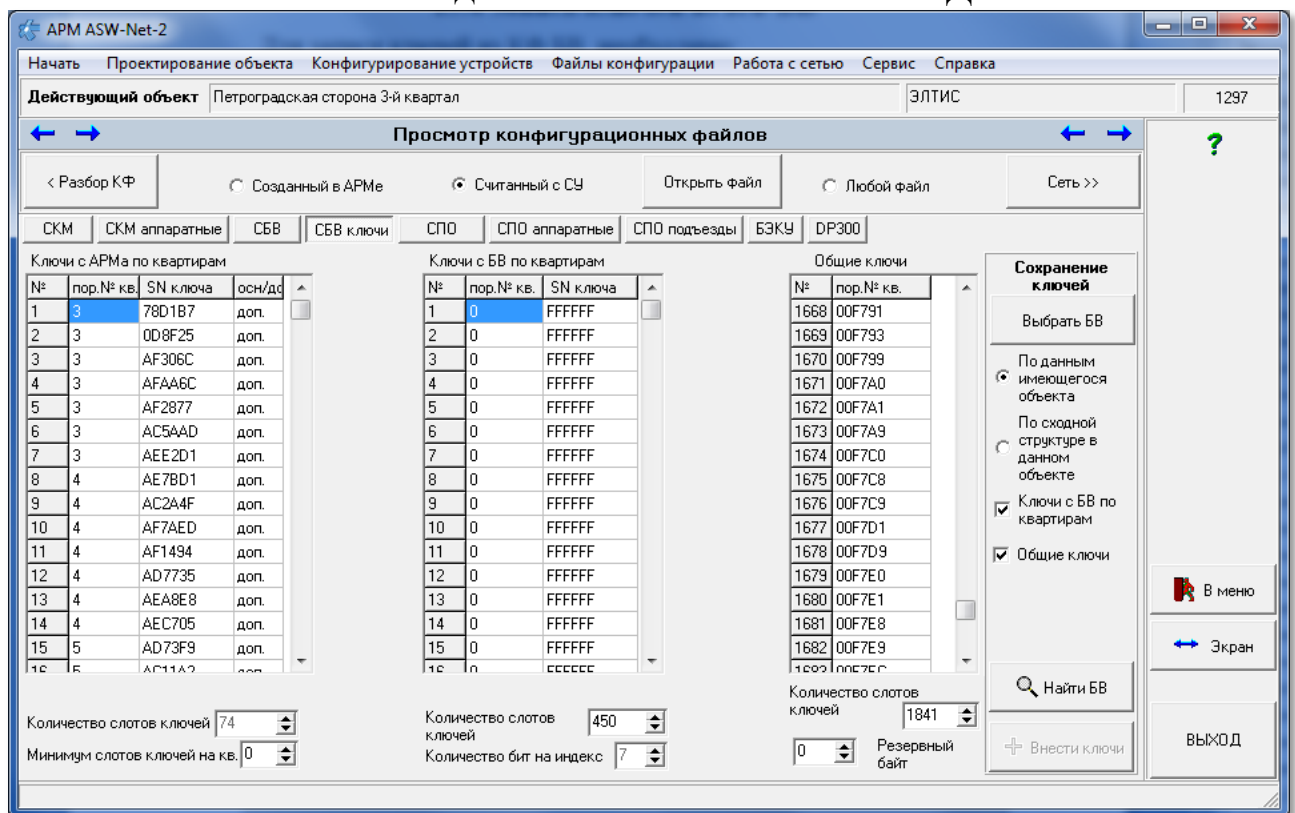 APM ASW-Net-2
Начать Проектирование объекта Конфигурирование устройств Файлы конфигурации Работа с сетью Сервис Справка
Действующий объект Петроградская сторона 3-й квартал ЭЛТИС 1297
Просмотр конфигурационных файлов
?
< Разбор КФ Созданный в АРМе Считанный с СУ Открыть файл Любой файл Сеть >>
СКМ СКМ аппаратные СБВ СБВ ключи СПО СПО аппаратные СПО подъезды БЭКУ DP300
Ключи с АРМа по квартирам Ключи с БВ по квартирам Общие ключи
№ пор.№ кв. SN ключа осн/до № пор.№ кв. SN ключа № пор.№ кв.
1 3 78D1B7 доп. 1 0 FFFFFF 1668 00F791
2 3 0D8F25 доп. 2 0 FFFFFF 1669 00F793
3 3 AF306C доп. 3 0 FFFFFF 1670 00F799
4 3 AFAA6C доп. 4 0 FFFFFF 1671 00F7A0
5 3 AF2877 доп. 5 0 FFFFFF 1672 00F7A1
6 3 AC5AAD доп. 6 0 FFFFFF 1673 00F7A9
7 3 AEE2D1 доп. 7 0 FFFFFF 1674 00F7C0
8 4 AE7BD1 доп. 8 0 FFFFFF 1675 00F7C8
9 4 AC2A4F доп. 9 0 FFFFFF 1676 00F7C9
10 4 AF7AED доп. 10 0 FFFFFF 1677 00F7D1
11 4 AF1494 доп. 11 0 FFFFFF 1678 00F7D9
12 4 AD7735 доп. 12 0 FFFFFF 1679 00F7E0
13 4 AEA8E8 доп. 13 0 FFFFFF 1680 00F7E1
14 4 AEC705 доп. 14 0 FFFFFF 1681 00F7E8
15 5 AD73F9 доп. 15 0 FFFFFF 1682 00F7E9
Количество слотов ключей 74
Минимум слотов ключей на кв. 0
Количество слотов
ключей 450
Количество бит на индекс 7
Количество слотов
ключей 1841
0 Резервный
байт
Сохранение
ключей
Выбрать БВ
По данным
имеющегося
объекта
По сходной
структуре в
данном
объекте
Ключи с БВ по
квартирам
Общие ключи
Найти БВ
Внести ключи
В меню
Экран
ВЫХОД